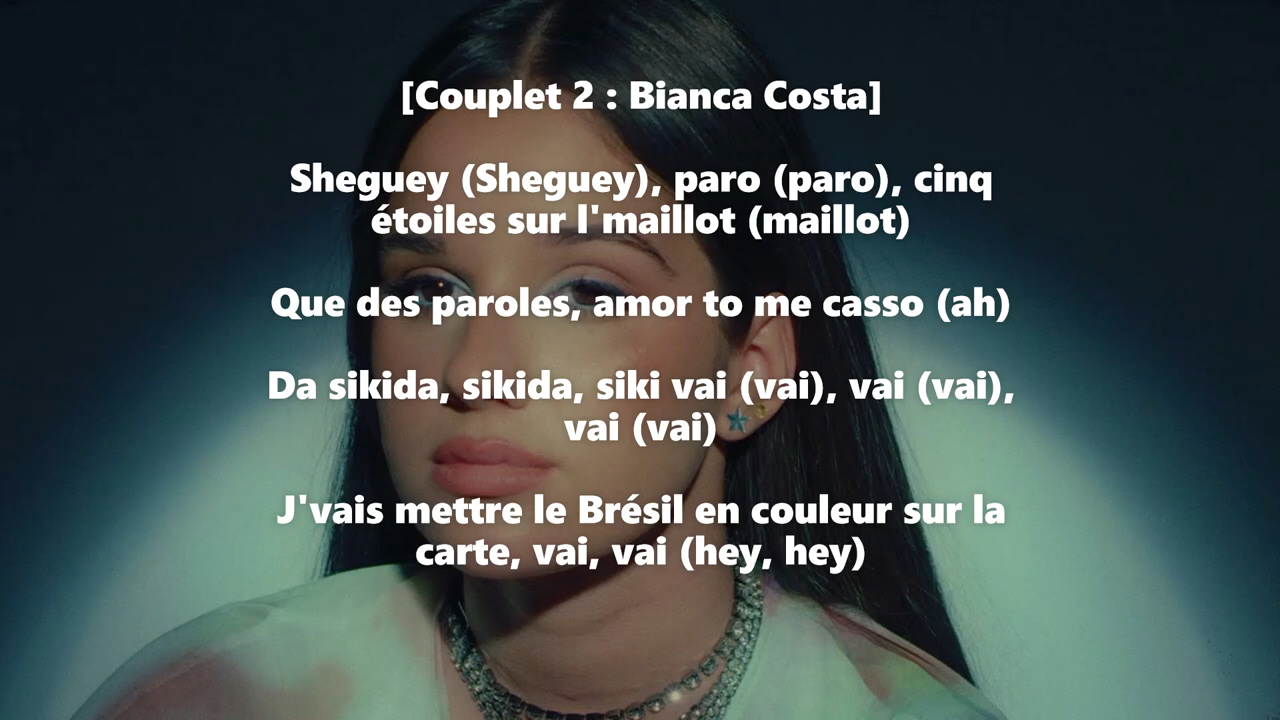 [Couplet 2 : Bianca Costa]
Sheguey (Sheguey), paro (paro), cinq
étoiles sur l'maillot (maillot)
Que des paroles, amor to me casso (ah)
Da sikida, sikida, siki vai (vai), vai (vai),
vai (vai)
J'vais mettre le Brésil en couleur sur la
carte, vai, vai (hey, hey)